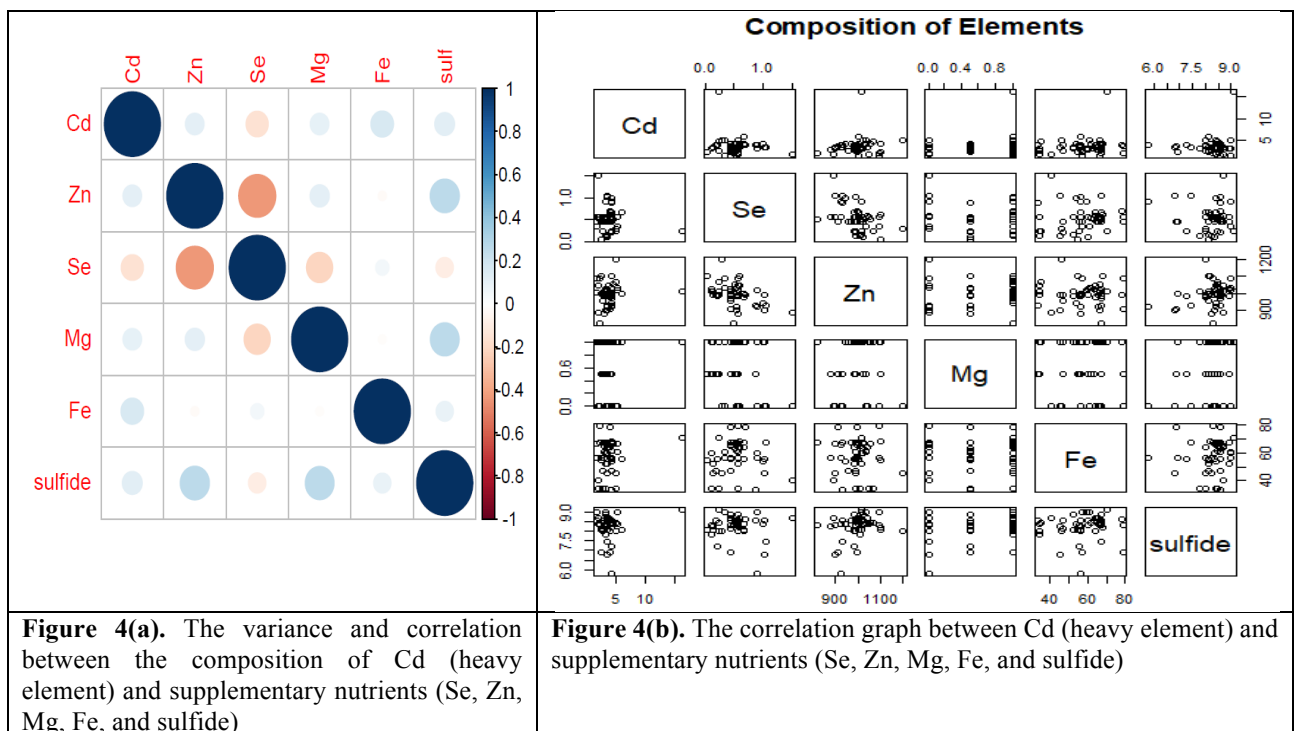 Cd Zn Se Mg Fe sulf
Cd
Zn
Se
Mg
Fe
sulfide
1
0.8
0.6
0.4
0.2
0
-0.2
-0.4
-0.6
-0.8
-1
Composition of Elements
0.0 1.0 0.0 0.4 0.8 6.0 7.5 9.0
Cd
5 10
Se
0.0 1.0
Zn
900 1200
Mg
0.0 0.6
Fe
40 60 80
sulfide
6.0 7.5 9.0
5 10 900 1100 40 60 80
Figure 4(a). The variance and correlation
between the composition of Cd (heavy
element) and supplementary nutrients (Se, Zn,
Mg, Fe, and sulfide)
Figure 4(b). The correlation graph between Cd (heavy element) and
supplementary nutrients (Se, Zn, Mg, Fe, and sulfide)